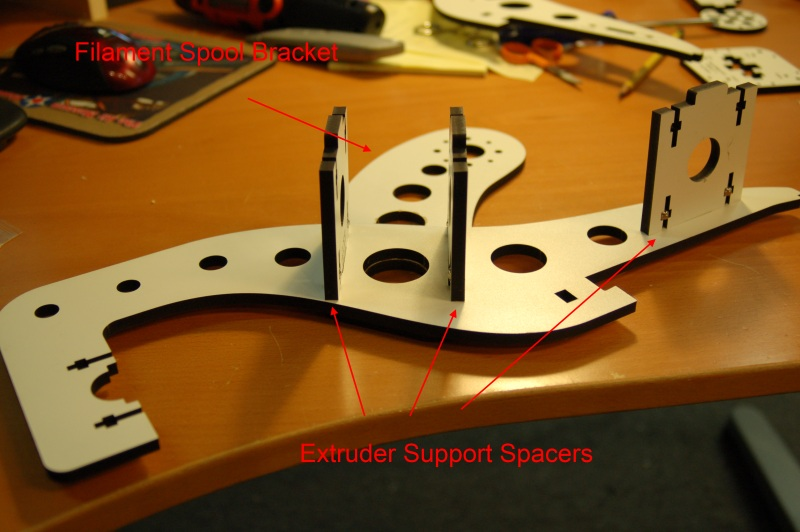 Filament Spool Bracket
Extruder Support Spacers